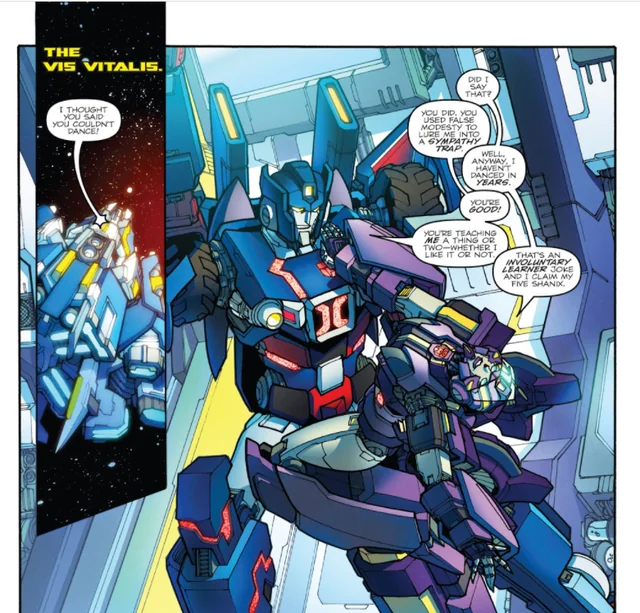 THE
VIS VITALIS.
I THOUGHT
YOU SAID
YOU COULDN'T
DANCE!
DID I
SAY
THAT?
YOU DID. YOU
USED FALSE
MODESTY TO
LURE ME INTO
A SYMPATHY
TRAP.
WELL,
ANYWAY, I
HAVEN'T
DANCED IN
YEARS.
YOU'RE
GOOD!
YOU'RE TEACHING
ME A THING OR
TWO—WHETHER I
LIKE IT OR NOT.
THAT'S AN
INVOLUNTARY
LEARNER JOKE
AND I CLAIM MY
FIVE SHANIX.